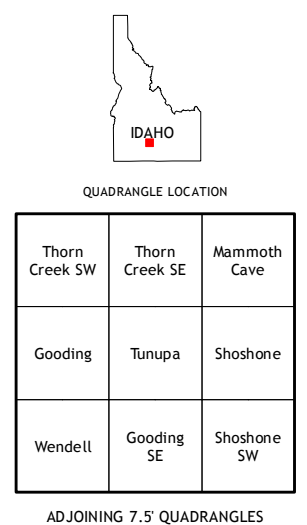 IDAHO
QUADRANGLE LOCATION
Thorn
Creek SW
Thorn
Creek SE
Mammoth
Cave
Gooding
Tunupa
Shoshone
Wendell
Gooding
SE
Shoshone
SW
ADJOINING 7.5' QUADRANGLES